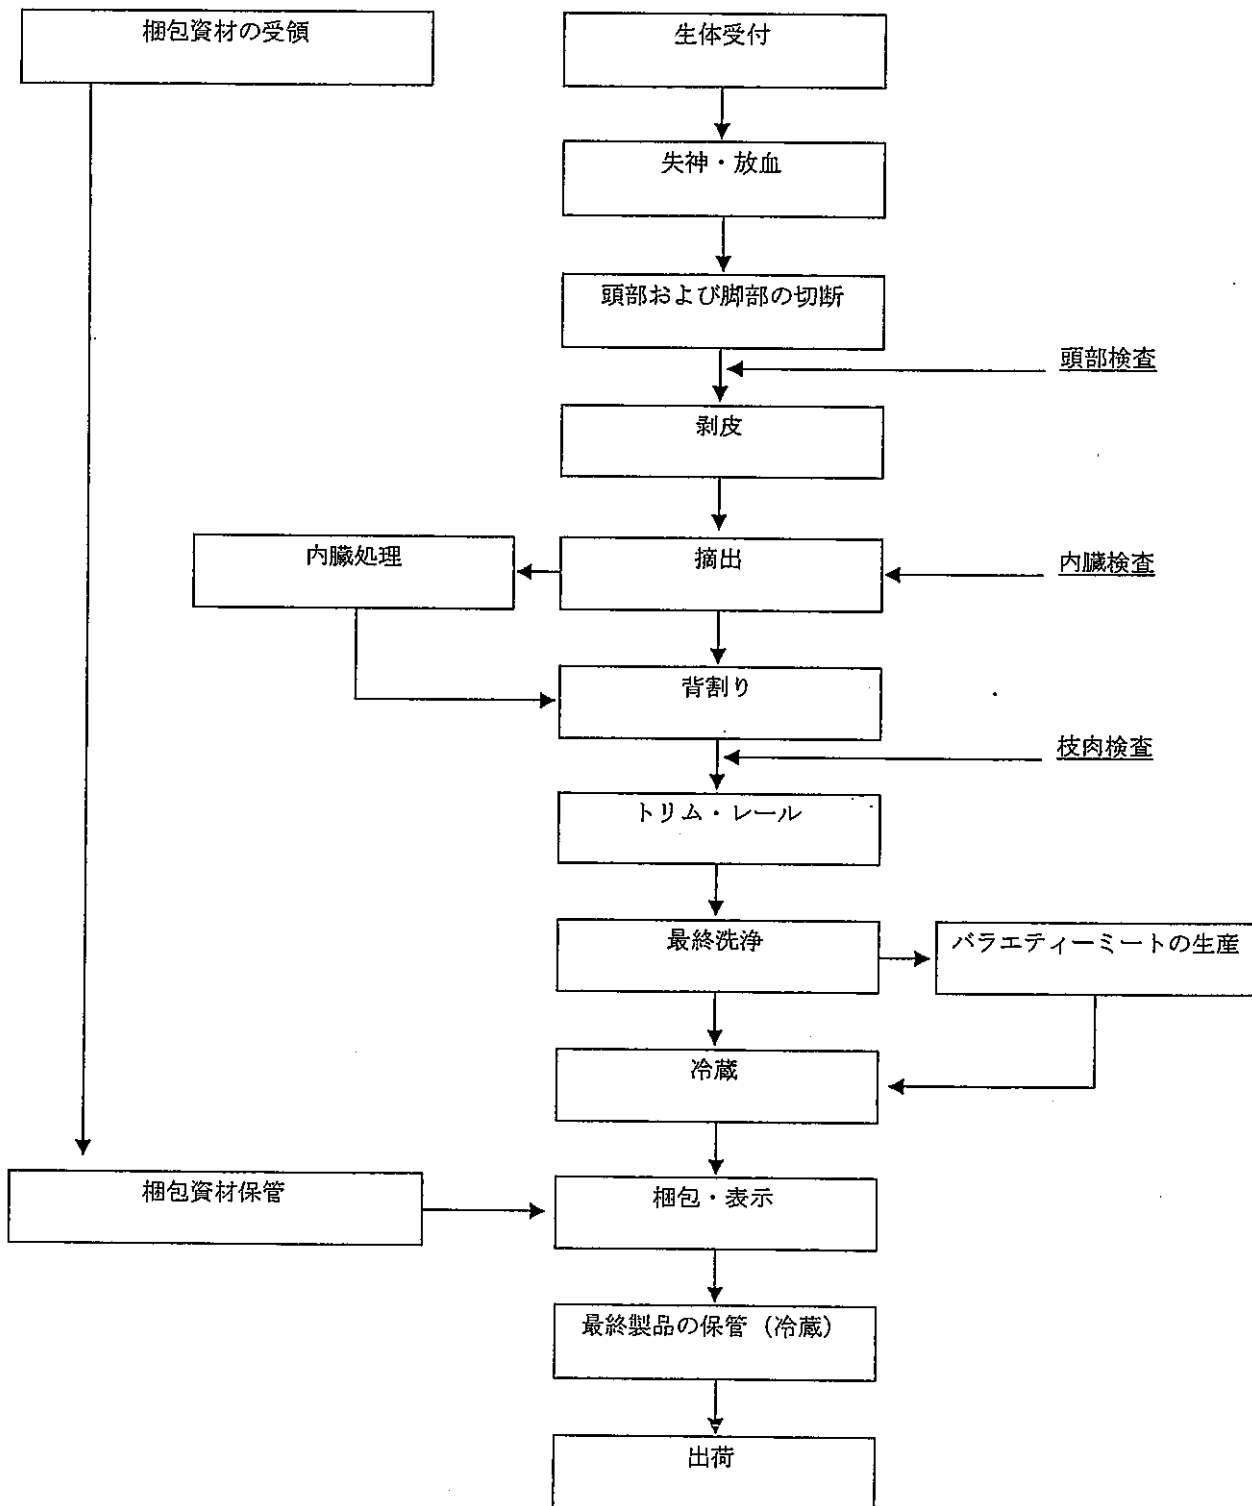 梱包資材の受領
生体受付
失神・放血
頭部および脚部の切断
頭部検査
剥皮
内臓処理
摘出
内臓検査
背割り
枝肉検査
トリム・レール
最終洗浄
バラエティーミートの生産
冷蔵
梱包資材保管
梱包・表示
最終製品の保管（冷蔵）
出荷